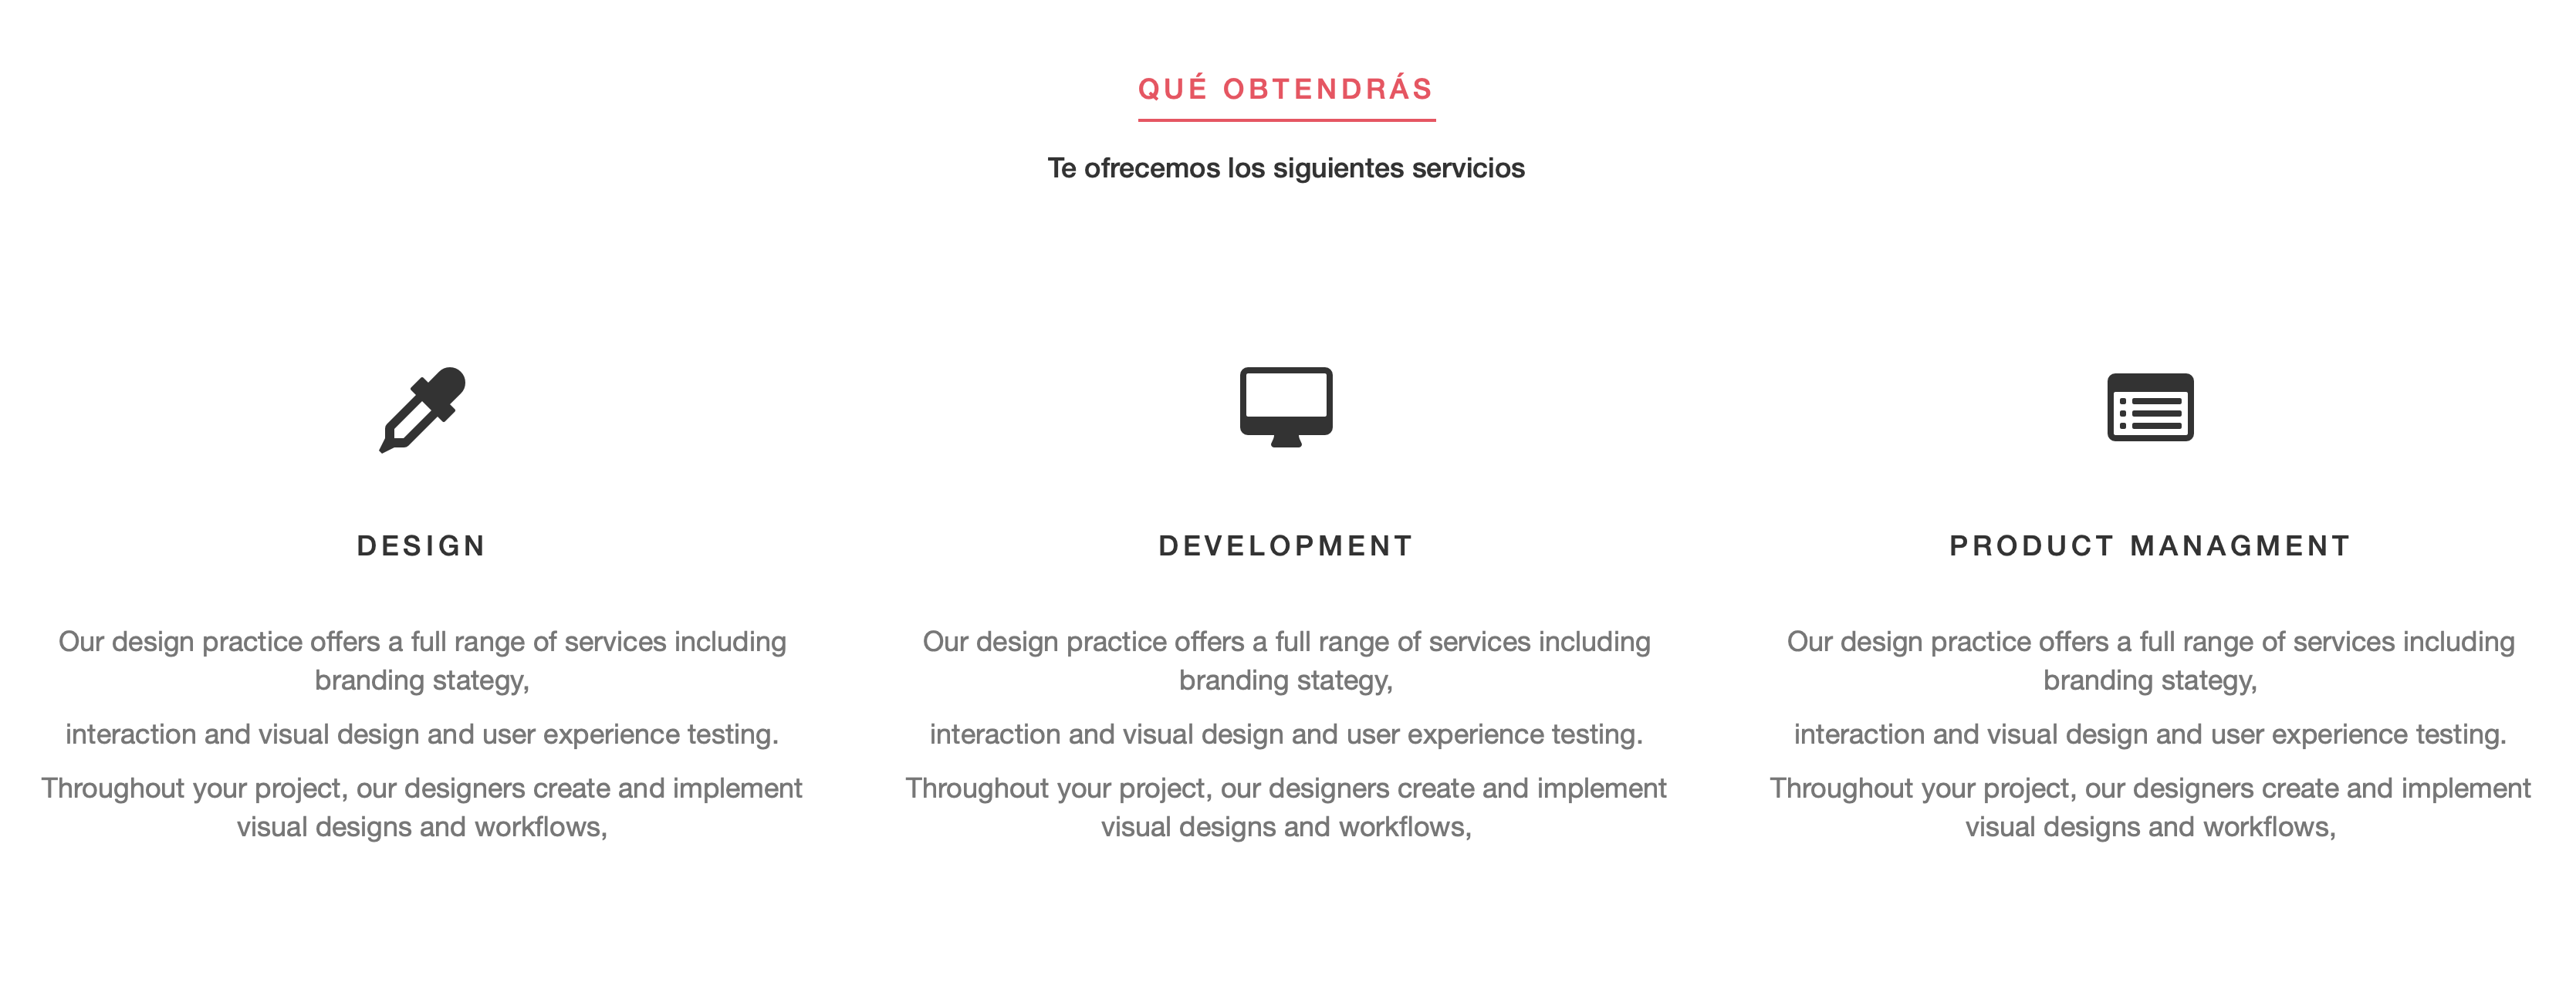 QUÉ OBTENDRÁS
Te ofrecemos los siguientes servicios
DESIGN
Our design practice offers a full range of services including
branding stategy,
interaction and visual design and user experience testing.
Throughout your project, our designers create and implement
visual designs and workflows,
DEVELOPMENT
Our design practice offers a full range of services including
branding stategy,
interaction and visual design and user experience testing.
Throughout your project, our designers create and implement
visual designs and workflows,
PRODUCT MANAGMENT
Our design practice offers a full range of services including
branding stategy,
interaction and visual design and user experience testing.
Throughout your project, our designers create and implement
visual designs and workflows,